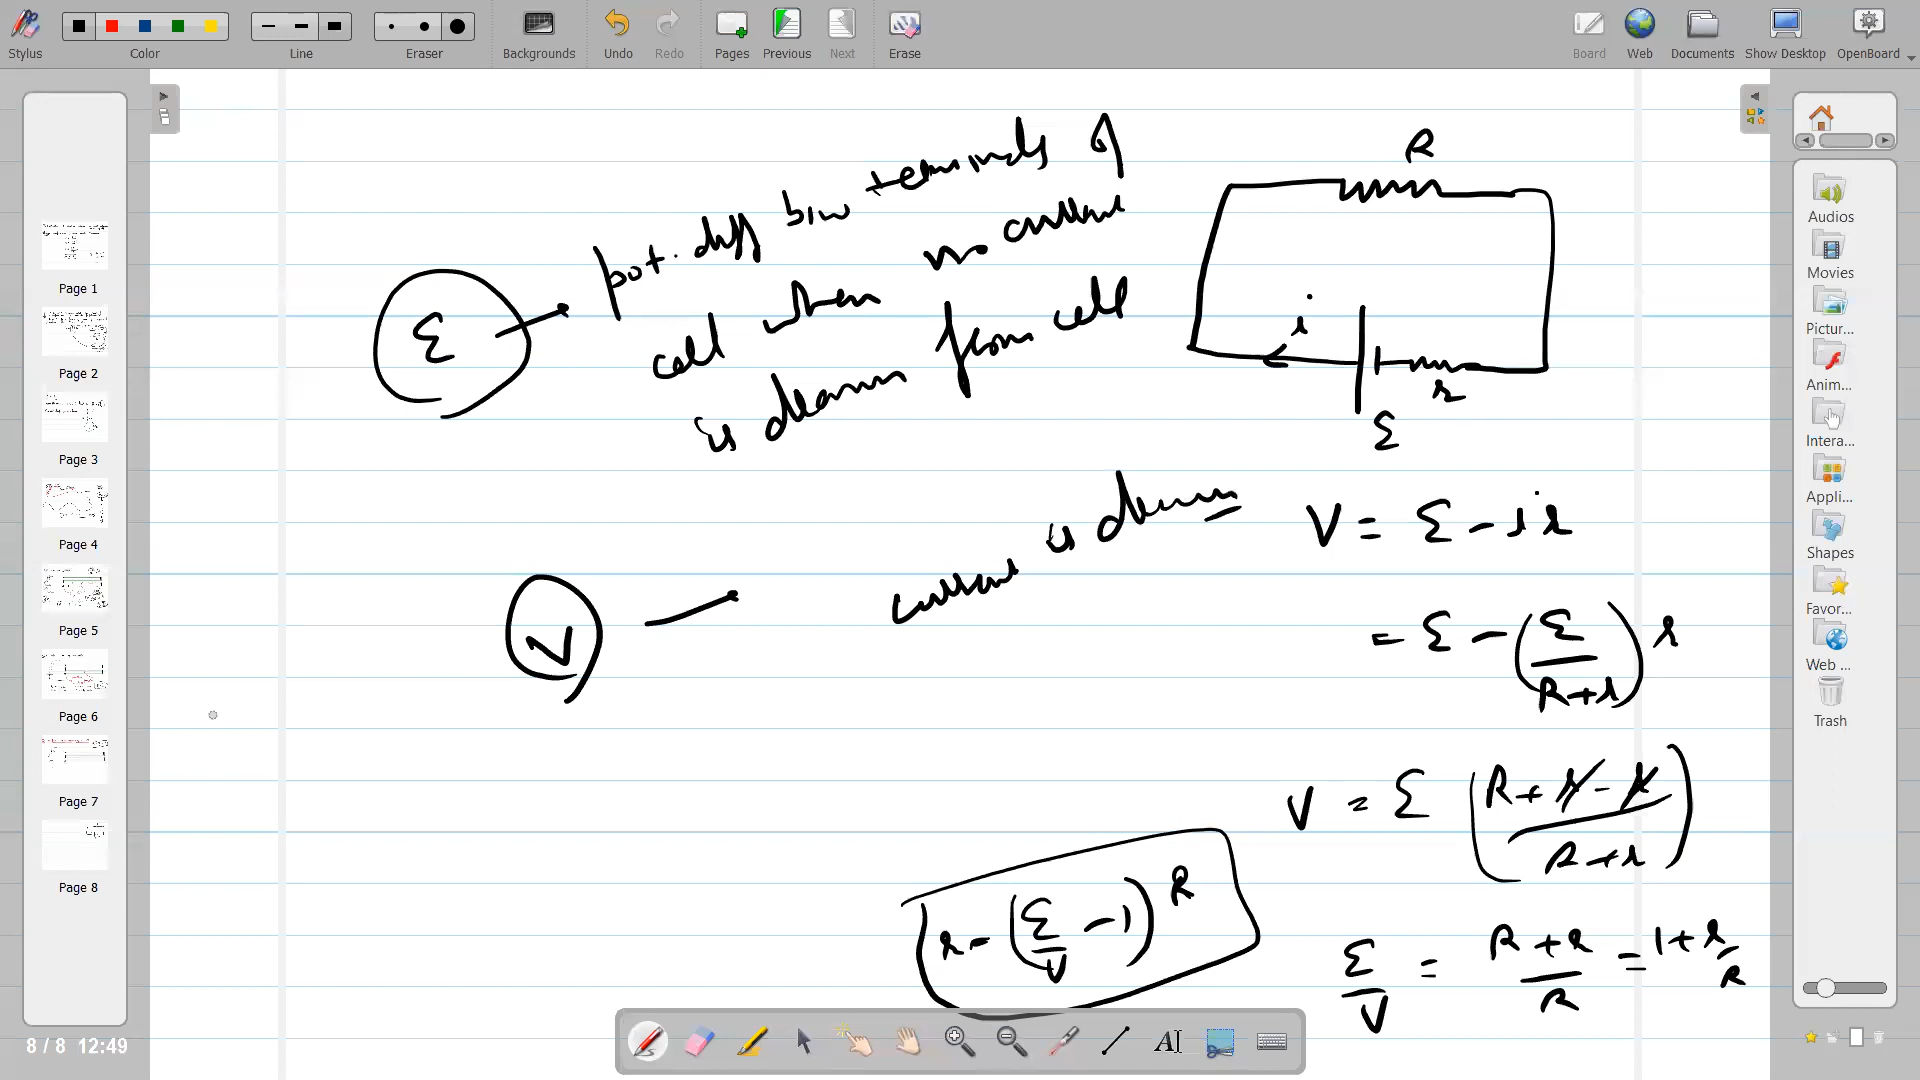 Stylus
Color
Line
Eraser
Backgrounds
Undo
Redo
Pages
Previous
Next
Erase
Board
Web
Documents
Show Desktop
OpenBoard
Page 1
Page 2
Page 3
Page 4
Page 5
Page 6
Page 7
Page 8
8 / 8 12:49
ε → pot. diff b/w terminals of
cell when no current
is drawn from cell
R
i
r
ε
V → current is drawn
V = ε - ir
= ε - (ε/(R+r)) r
V = ε ((R+r-r)/(R+r))
ε/V = (R+r)/R = 1+r/R
r = (ε/V - 1) R
Audios
Movies
Pictur...
Anim...
Intera...
Appli...
Shapes
Favor...
Web ...
Trash